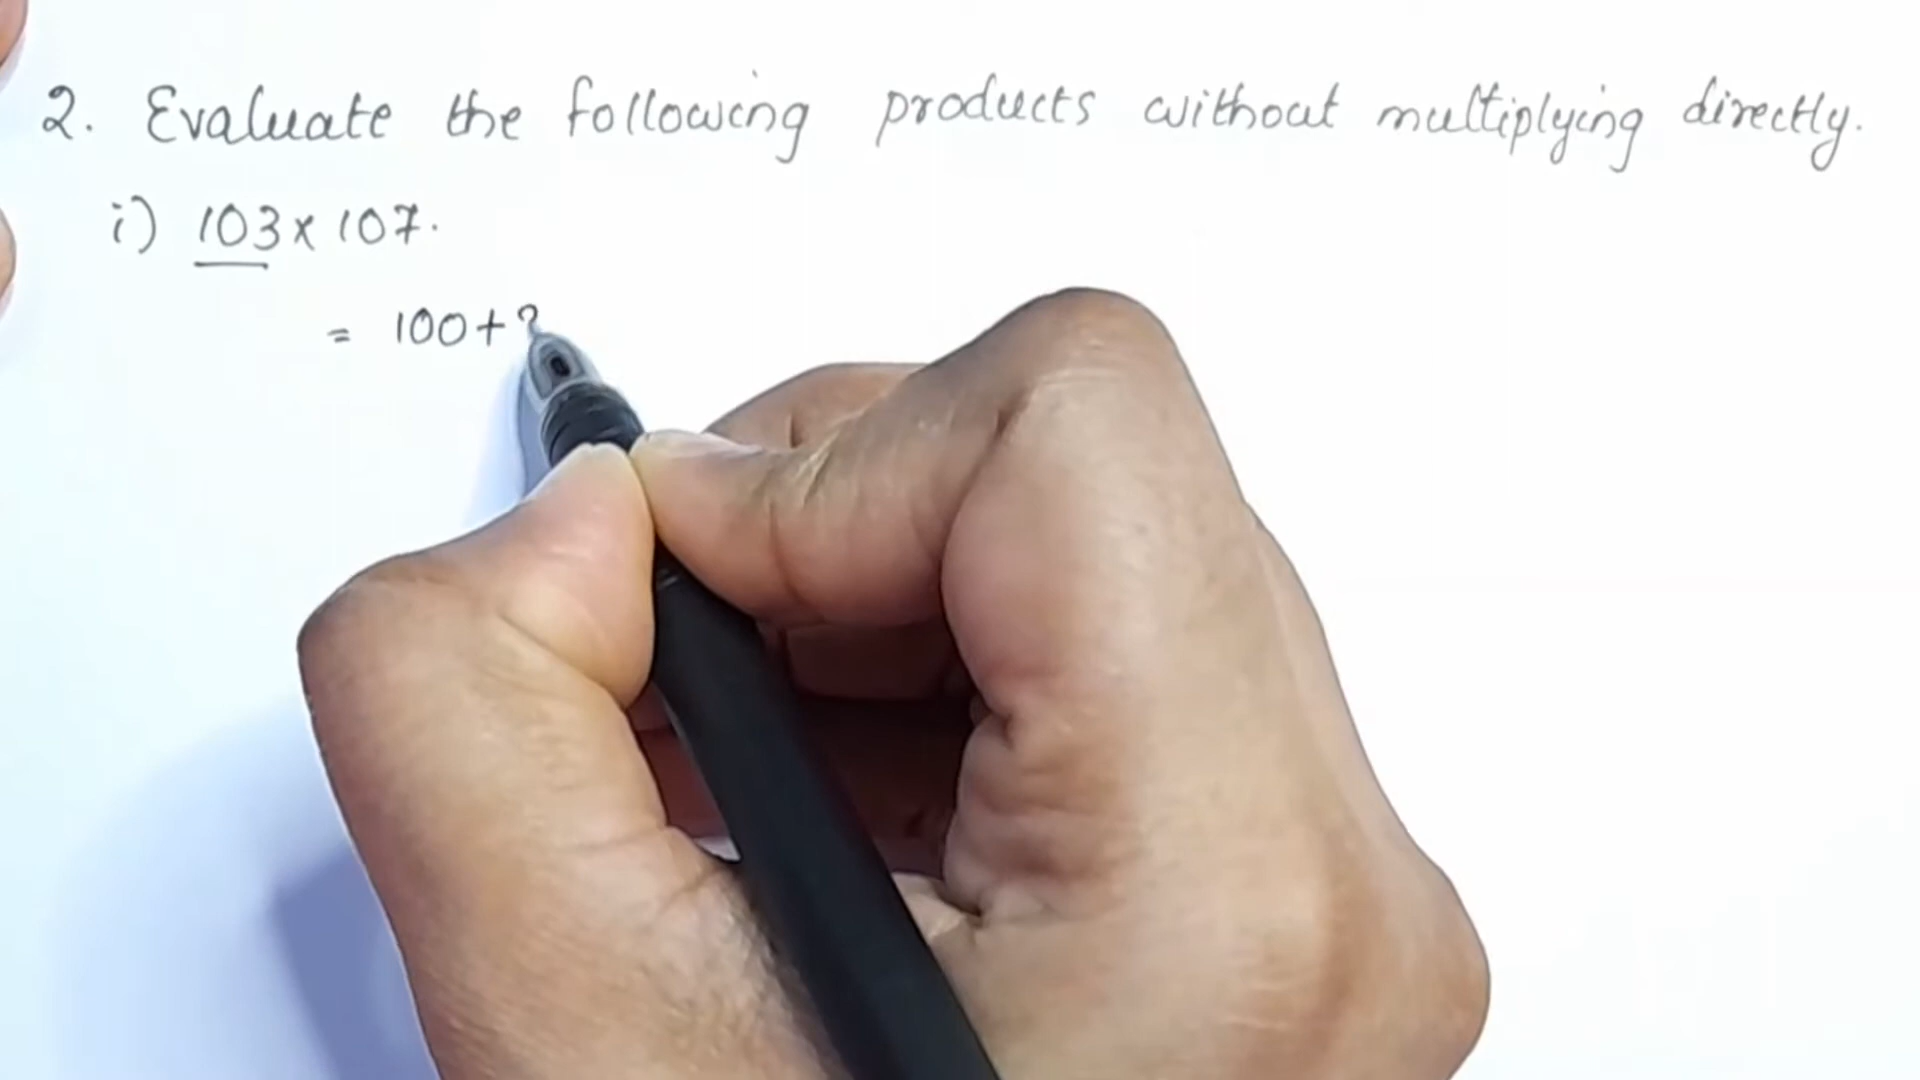 2. Evaluate the following products without multiplying directly.
i) 103 x 107.
= 100 +